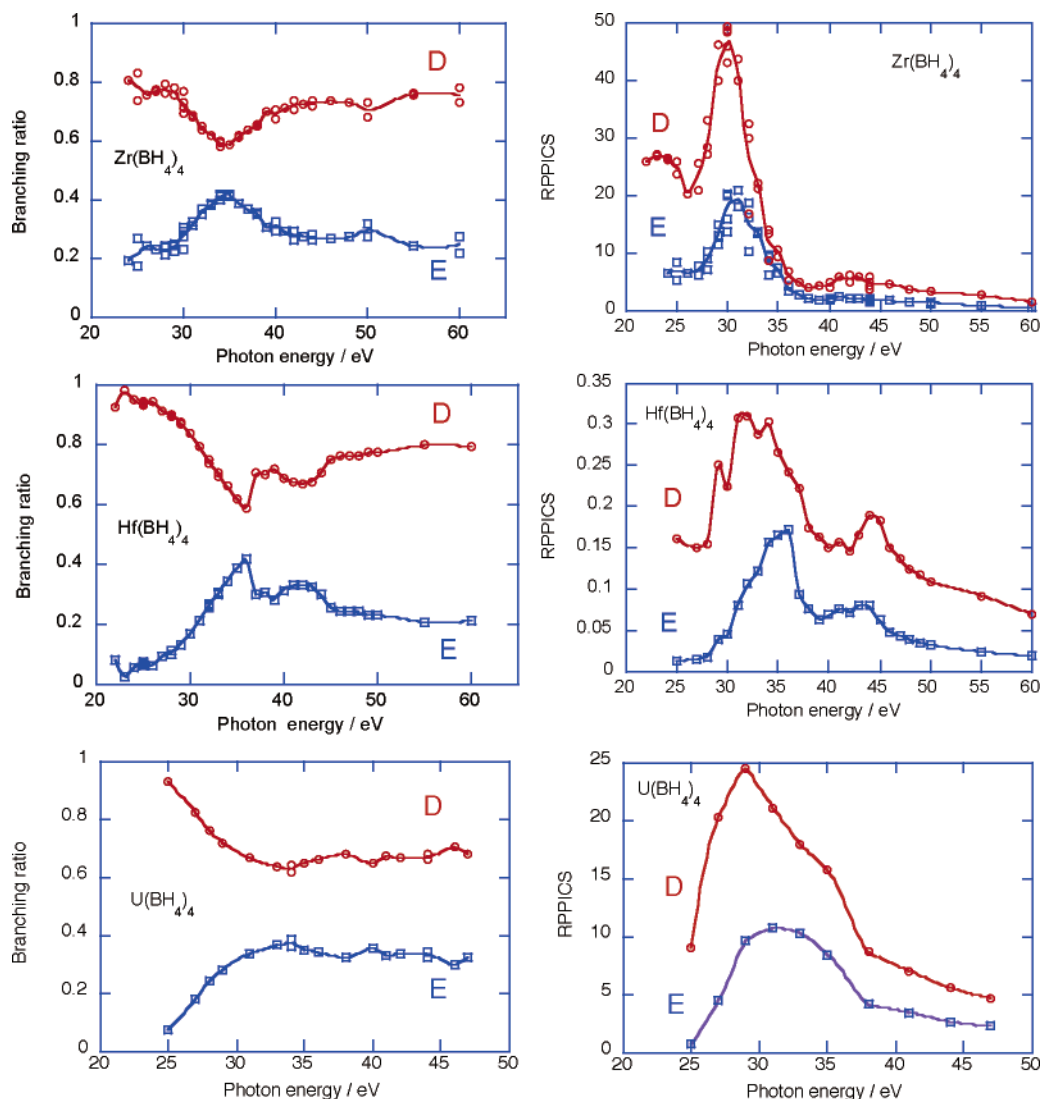 Branching ratio
1
0.8
0.6
0.4
0.2
0
D
Zr(BH4)4
E
20 30 40 50 60
Photon energy / eV
RPPICS
50
40
30
20
10
0
Zr(BH4)4
D
E
20 25 30 35 40 45 50 55 60
Photon energy / eV
Branching ratio
1
0.8
0.6
0.4
0.2
0
D
Hf(BH4)4
E
20 30 40 50 60
Photon energy / eV
RPPICS
0.35
0.3
0.25
0.2
0.15
0.1
0.05
0
Hf(BH4)4
D
E
20 25 30 35 40 45 50 55 60
Photon energy / eV
Branching ratio
1
0.8
0.6
0.4
0.2
0
D
U(BH4)4
E
20 25 30 35 40 45 50
Photon energy / eV
RPPICS
25
20
15
10
5
0
U(BH4)4
D
E
20 25 30 35 40 45 50
Photon energy / eV